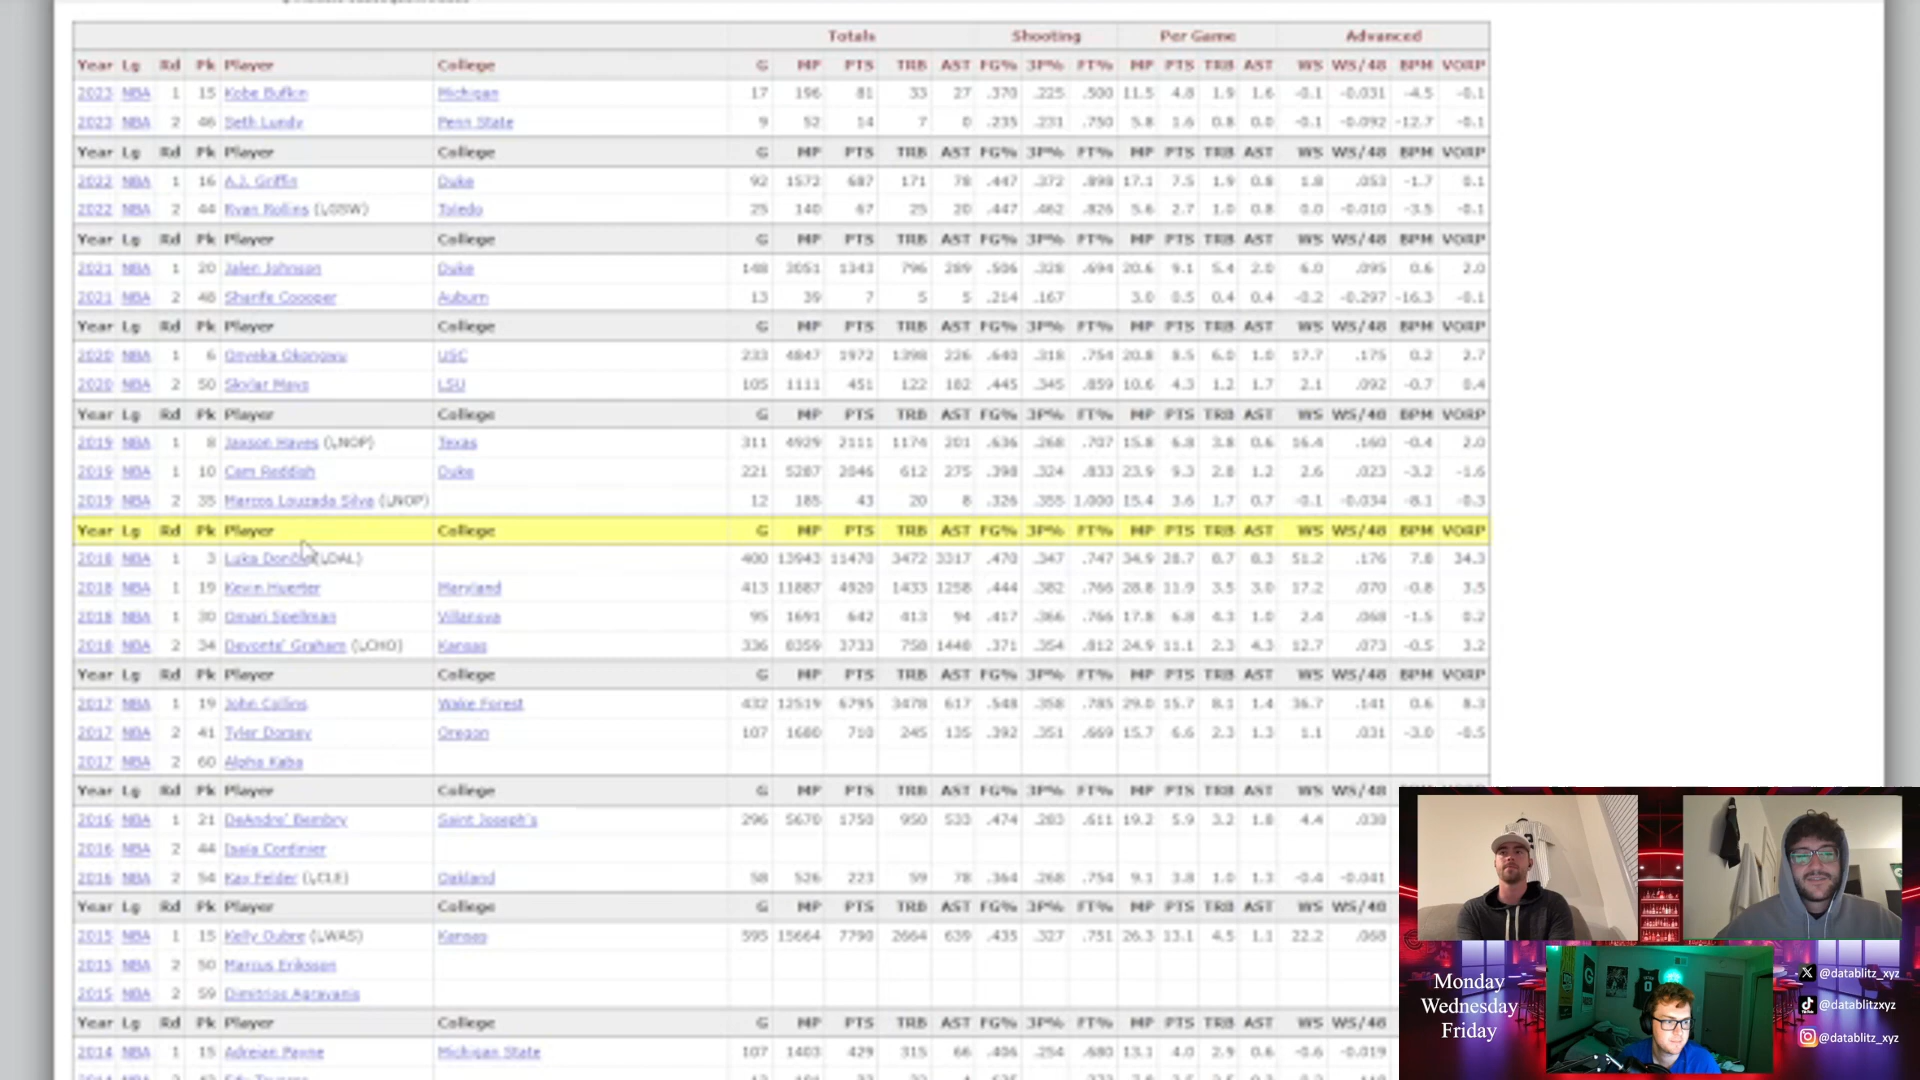 Totals Shooting Per Game Advanced
Year Lg Rd Pk Player College G MP PTS TRB AST FG% 3P% FT% MP PTS TRB AST WS WS/48 BPM VORP
2023 NBA 1 15 Kobe Bufkin Michigan 17 196 81 33 27 .370 .225 .500 11.5 4.8 1.9 1.6 -0.1 -0.031 -4.5 -0.1
2023 NBA 2 46 Seth Lundy Penn State 9 52 14 7 0 .235 .231 .750 5.8 1.6 0.8 0.0 -0.1 -0.092 -12.7 -0.1
Year Lg Rd Pk Player College G MP PTS TRB AST FG% 3P% FT% MP PTS TRB AST WS WS/48 BPM VORP
2022 NBA 1 16 A.J. Griffin Duke 92 1572 687 171 78 .447 .372 .898 17.1 7.5 1.9 0.8 1.8 .053 -1.7 0.1
2022 NBA 2 44 Ryan Rollins (↓GSW) Toledo 25 140 67 25 20 .447 .462 .826 5.6 2.7 1.0 0.8 0.0 -0.010 -3.5 -0.1
Year Lg Rd Pk Player College G MP PTS TRB AST FG% 3P% FT% MP PTS TRB AST WS WS/48 BPM VORP
2021 NBA 1 20 Jalen Johnson Duke 148 3051 1343 796 289 .506 .328 .694 20.6 9.1 5.4 2.0 6.0 .095 0.6 2.0
2021 NBA 2 48 Sharife Coooper Auburn 13 39 7 5 5 .214 .167 3.0 0.5 0.4 0.4 -0.2 -0.297 -16.3 -0.1
Year Lg Rd Pk Player College G MP PTS TRB AST FG% 3P% FT% MP PTS TRB AST WS WS/48 BPM VORP
2020 NBA 1 6 Onyeka Okongwu USC 233 4847 1972 1398 226 .640 .318 .754 20.8 8.5 6.0 1.0 17.7 .175 0.2 2.7
2020 NBA 2 50 Skylar Mays LSU 105 1111 451 122 182 .445 .345 .859 10.6 4.3 1.2 1.7 2.1 .092 -0.7 0.4
Year Lg Rd Pk Player College G MP PTS TRB AST FG% 3P% FT% MP PTS TRB AST WS WS/48 BPM VORP
2019 NBA 1 8 Jaxson Hayes (↓NOP) Texas 311 4929 2111 1174 201 .636 .268 .707 15.8 6.8 3.8 0.6 16.4 .160 -0.4 2.0
2019 NBA 1 10 Cam Reddish Duke 221 5287 2046 612 275 .398 .324 .833 23.9 9.3 2.8 1.2 2.6 .023 -3.2 -1.6
2019 NBA 2 35 Marcos Louzada Silva (↓NOP) 12 185 43 20 8 .326 .355 1.000 15.4 3.6 1.7 0.7 -0.1 -0.034 -8.1 -0.3
Year Lg Rd Pk Player College G MP PTS TRB AST FG% 3P% FT% MP PTS TRB AST WS WS/48 BPM VORP
2018 NBA 1 3 Luka Dončić (↓DAL) 400 13943 11470 3472 3317 .470 .347 .747 34.9 28.7 8.7 8.3 51.2 .176 7.8 34.3
2018 NBA 1 19 Kevin Huerter Maryland 413 11887 4920 1433 1258 .444 .382 .766 28.8 11.9 3.5 3.0 17.2 .070 -0.8 3.5
2018 NBA 1 30 Omari Spellman Villanova 95 1691 642 413 94 .417 .366 .766 17.8 6.8 4.3 1.0 2.4 .068 -1.5 0.2
2018 NBA 2 34 Devonte' Graham (↓CHO) Kansas 336 8359 3733 758 1448 .371 .354 .812 24.9 11.1 2.3 4.3 12.7 .073 -0.5 3.2
Year Lg Rd Pk Player College G MP PTS TRB AST FG% 3P% FT% MP PTS TRB AST WS WS/48 BPM VORP
2017 NBA 1 19 John Collins Wake Forest 432 12519 6795 3478 617 .548 .358 .785 29.0 15.7 8.1 1.4 36.7 .141 0.6 8.3
2017 NBA 2 41 Tyler Dorsey Oregon 107 1680 710 245 135 .392 .351 .669 15.7 6.6 2.3 1.3 1.1 .031 -3.0 -0.5
2017 NBA 2 60 Alpha Kaba
Year Lg Rd Pk Player College G MP PTS TRB AST FG% 3P% FT% MP PTS TRB AST WS WS/48
2016 NBA 1 21 DeAndre' Bembry Saint Joseph's 296 5670 1750 950 533 .474 .283 .611 19.2 5.9 3.2 1.8 4.4 .038
2016 NBA 2 44 Isaia Cordinier
2016 NBA 2 54 Kay Felder (↓CLE) Oakland 58 526 223 59 78 .364 .268 .754 9.1 3.8 1.0 1.3 -0.4 -0.041
Year Lg Rd Pk Player College G MP PTS TRB AST FG% 3P% FT% MP PTS TRB AST WS WS/48
2015 NBA 1 15 Kelly Oubre (↓WAS) Kansas 595 15664 7790 2664 635 .435 .327 .751 26.3 13.1 4.5 1.1 22.2 .068
2015 NBA 2 50 Marcus Eriksson
2015 NBA 2 59 Dimitrios Agravanis
Year Lg Rd Pk Player College G MP PTS TRB AST FG% 3P% FT% MP PTS TRB AST WS WS/48
2014 NBA 1 15 Adreian Payne Michigan State 107 1403 429 315 66 .406 .254 .680 13.1 4.0 2.9 0.6 -0.6 -0.019
Monday
Wednesday
Friday
@datablitz_xyz
@datablitzxyz
@datablitz_xyz